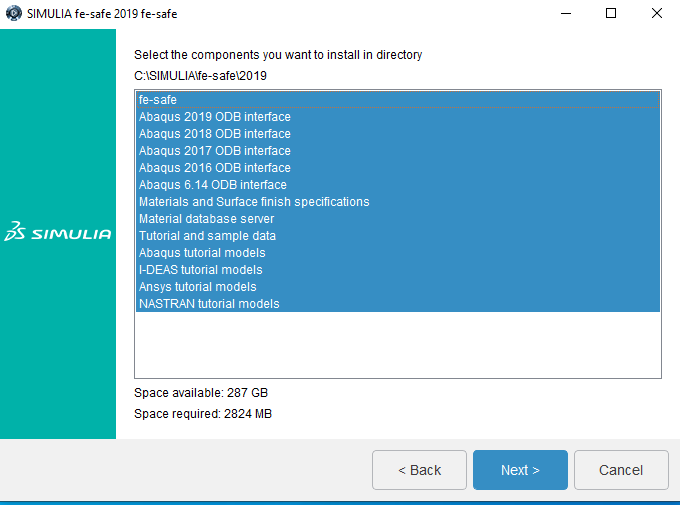 SIMULIA fe-safe 2019 fe-safe
Select the components you want to install in directory
C:\SIMULIA\fe-safe\2019
fe-safe
Abaqus 2019 ODB interface
Abaqus 2018 ODB interface
Abaqus 2017 ODB interface
Abaqus 2016 ODB interface
Abaqus 6.14 ODB interface
Materials and Surface finish specifications
Material database server
Tutorial and sample data
Abaqus tutorial models
I-DEAS tutorial models
Ansys tutorial models
NASTRAN tutorial models
SIMULIA
Space available: 287 GB
Space required: 2824 MB
< Back
Next >
Cancel